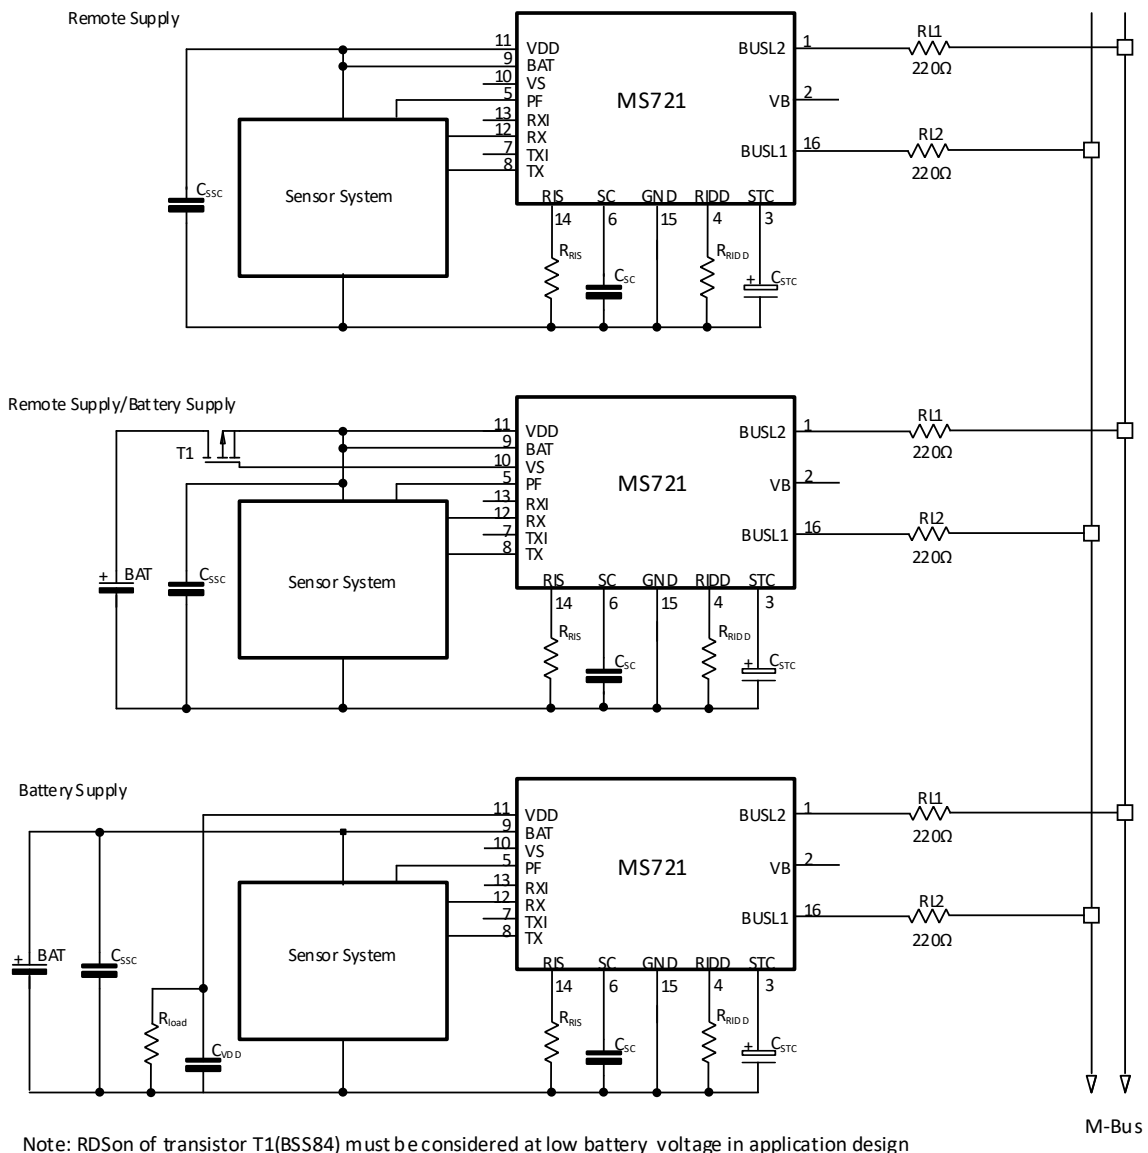 Remote Supply
11 VDD
9 BAT
10 VS
5 PF
13 RXI
12 RX
7 TXI
8 TX
MS721
BUSL2 1
VB 2
BUSL1 16
RL1
220Ω
RL2
220Ω
Sensor System
CSSC
RIS SC GND RIDD STC
14 6 15 4 3
RRIS
CSC
RRIDD
+ CSTC
Remote Supply/Battery Supply
T1
11 VDD
9 BAT
10 VS
5 PF
13 RXI
12 RX
7 TXI
8 TX
MS721
BUSL2 1
VB 2
BUSL1 16
RL1
220Ω
RL2
220Ω
+ BAT
CSSC
Sensor System
RIS SC GND RIDD STC
14 6 15 4 3
RRIS
CSC
RRIDD
+ CSTC
Battery Supply
11 VDD
9 BAT
10 VS
5 PF
13 RXI
12 RX
7 TXI
8 TX
MS721
BUSL2 1
VB 2
BUSL1 16
RL1
220Ω
RL2
220Ω
+ BAT
CSSC
Rload
CVDD
Sensor System
RIS SC GND RIDD STC
14 6 15 4 3
RRIS
CSC
RRIDD
+ CSTC
M-Bus
Note: RDSon of transistor T1(BSS84) must be considered at low battery voltage in application design